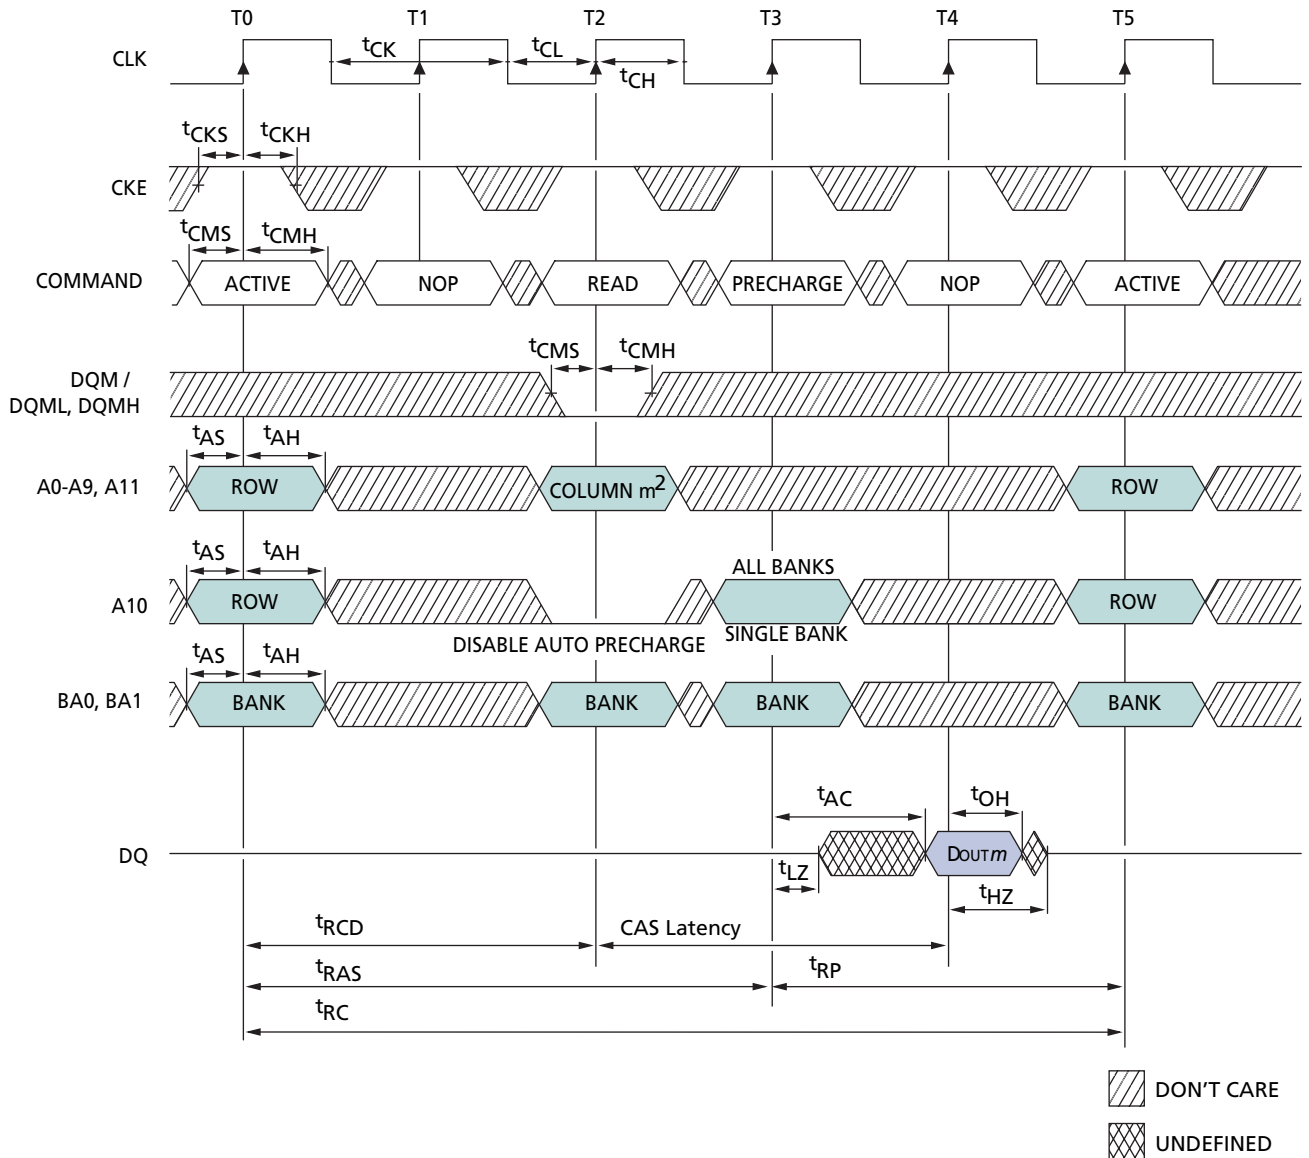 T0 T1 T2 T3 T4 T5
CLK tCK tCL tCH
tCKS tCKH
CKE
tCMS tCMH
COMMAND ACTIVE NOP READ PRECHARGE NOP ACTIVE
tCMS tCMH
DQM /
DQML, DQMH
tAS tAH
A0-A9, A11 ROW COLUMN m2 ROW
tAS tAH
ALL BANKS
A10 ROW ROW
DISABLE AUTO PRECHARGE SINGLE BANK
tAS tAH
BA0, BA1 BANK BANK BANK BANK
tAC tOH
DQ DOUT m
tLZ tHZ
tRCD CAS Latency
tRAS tRP
tRC
DON'T CARE
UNDEFINED